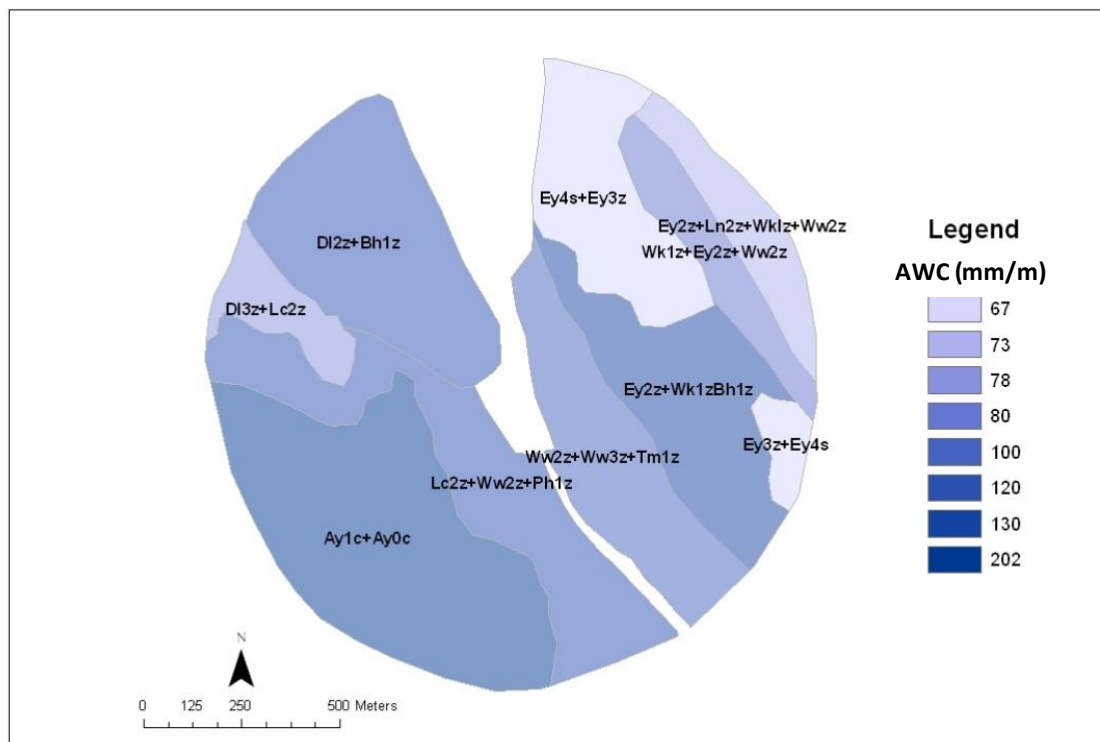 Ey4s+Ey3z
Ey2z+Ln2z+Wklz+Ww2z
Wk1z+Ey2z+Ww2z
Dl2z+Bh1z
Dl3z+Lc2z
Ey2z+Wk1zBh1z
Ey3z+Ey4s
Ww2z+Ww3z+Tm1z
Lc2z+Ww2z+Ph1z
Ay1c+Ay0c
Legend
AWC (mm/m)
67
73
78
80
100
120
130
202
N
0 125 250 500 Meters